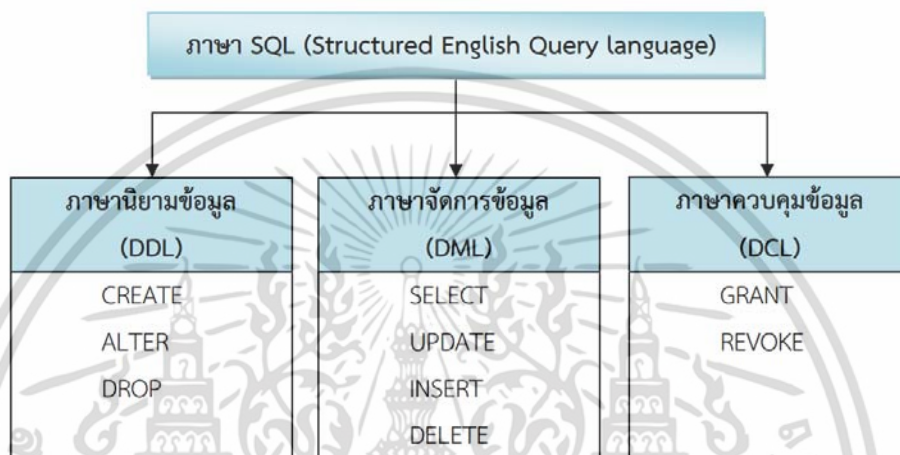 ภาษา SQL (Structured English Query language)
ภาษานิยามข้อมูล
(DDL)
CREATE
ALTER
DROP
ภาษาจัดการข้อมูล
(DML)
SELECT
UPDATE
INSERT
DELETE
ภาษาควบคุมข้อมูล
(DCL)
GRANT
REVOKE